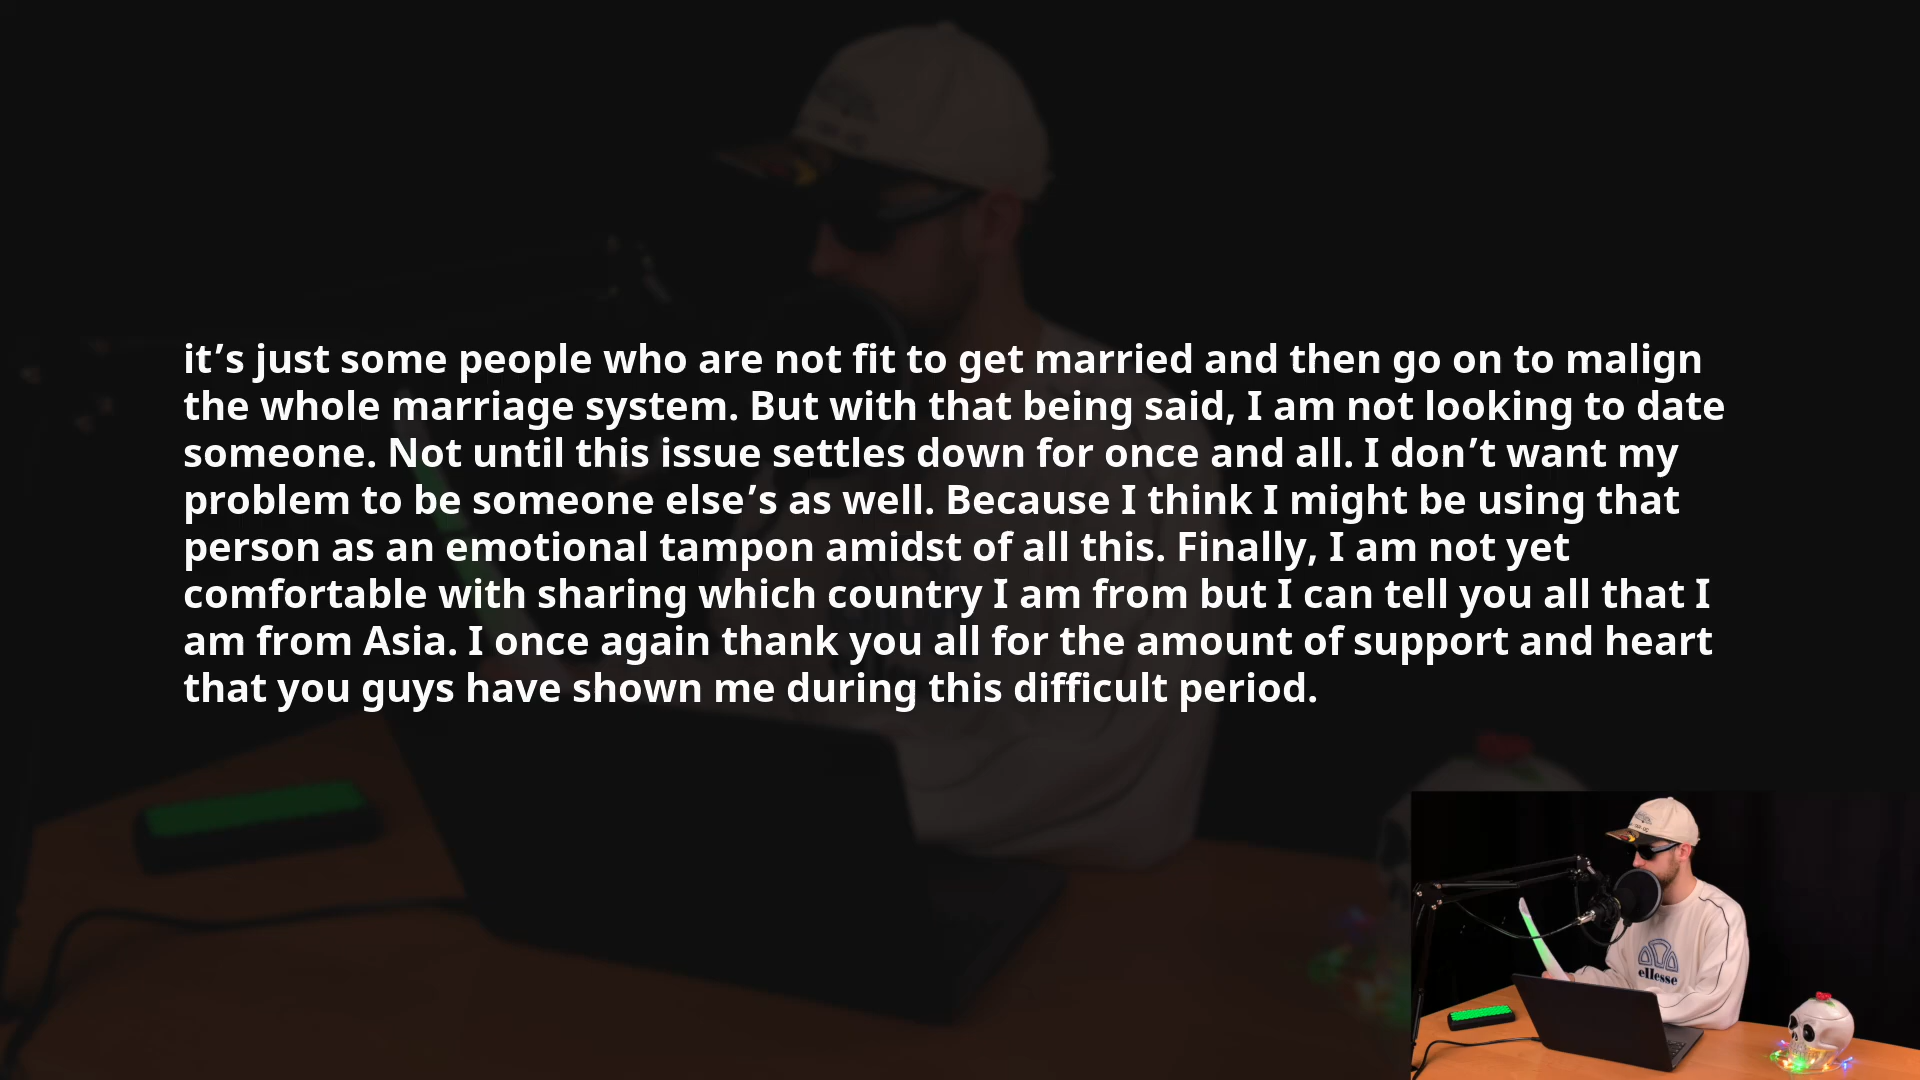 it’s just some people who are not fit to get married and then go on to malign
the whole marriage system. But with that being said, I am not looking to date
someone. Not until this issue settles down for once and all. I don’t want my
problem to be someone else’s as well. Because I think I might be using that
person as an emotional tampon amidst of all this. Finally, I am not yet
comfortable with sharing which country I am from but I can tell you all that I
am from Asia. I once again thank you all for the amount of support and heart
that you guys have shown me during this difficult period.
ellesse